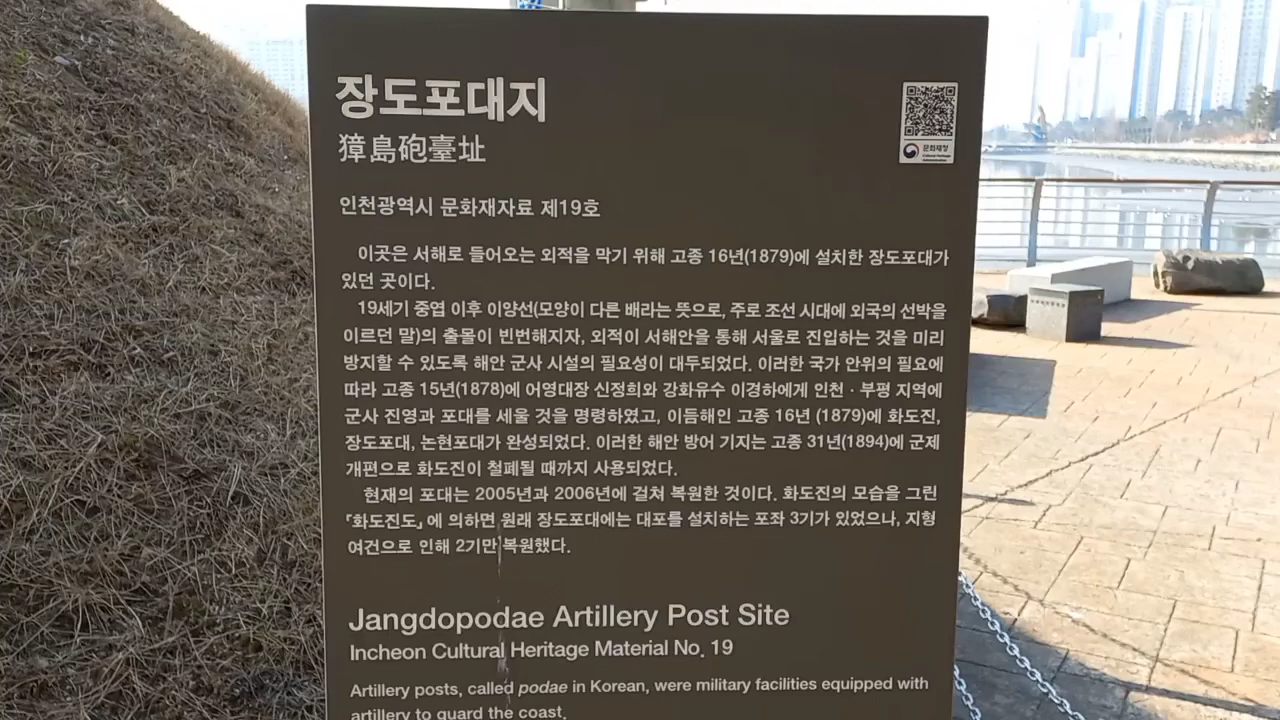 장도포대지
獐島砲臺址
문화재청
Cultural Heritage
Administration
인천광역시 문화재자료 제19호
이곳은 서해로 들어오는 외적을 막기 위해 고종 16년(1879)에 설치한 장도포대가
있던 곳이다.
19세기 중엽 이후 이양선(모양이 다른 배라는 뜻으로, 주로 조선 시대에 외국의 선박을
이르던 말)의 출몰이 빈번해지자, 외적이 서해안을 통해 서울로 진입하는 것을 미리
방지할 수 있도록 해안 군사 시설의 필요성이 대두되었다. 이러한 국가 안위의 필요에
따라 고종 15년(1878)에 어영대장 신정희와 강화유수 이경하에게 인천 · 부평 지역에
군사 진영과 포대를 세울 것을 명령하였고, 이듬해인 고종 16년 (1879)에 화도진,
장도포대, 논현포대가 완성되었다. 이러한 해안 방어 기지는 고종 31년(1894)에 군제
개편으로 화도진이 철폐될 때까지 사용되었다.
현재의 포대는 2005년과 2006년에 걸쳐 복원한 것이다. 화도진의 모습을 그린
「화도진도」에 의하면 원래 장도포대에는 대포를 설치하는 포좌 3기가 있었으나, 지형
여건으로 인해 2기만 복원했다.
Jangdopodae Artillery Post Site
Incheon Cultural Heritage Material No. 19
Artillery posts, called podae in Korean, were military facilities equipped with
artillery to guard the coast.